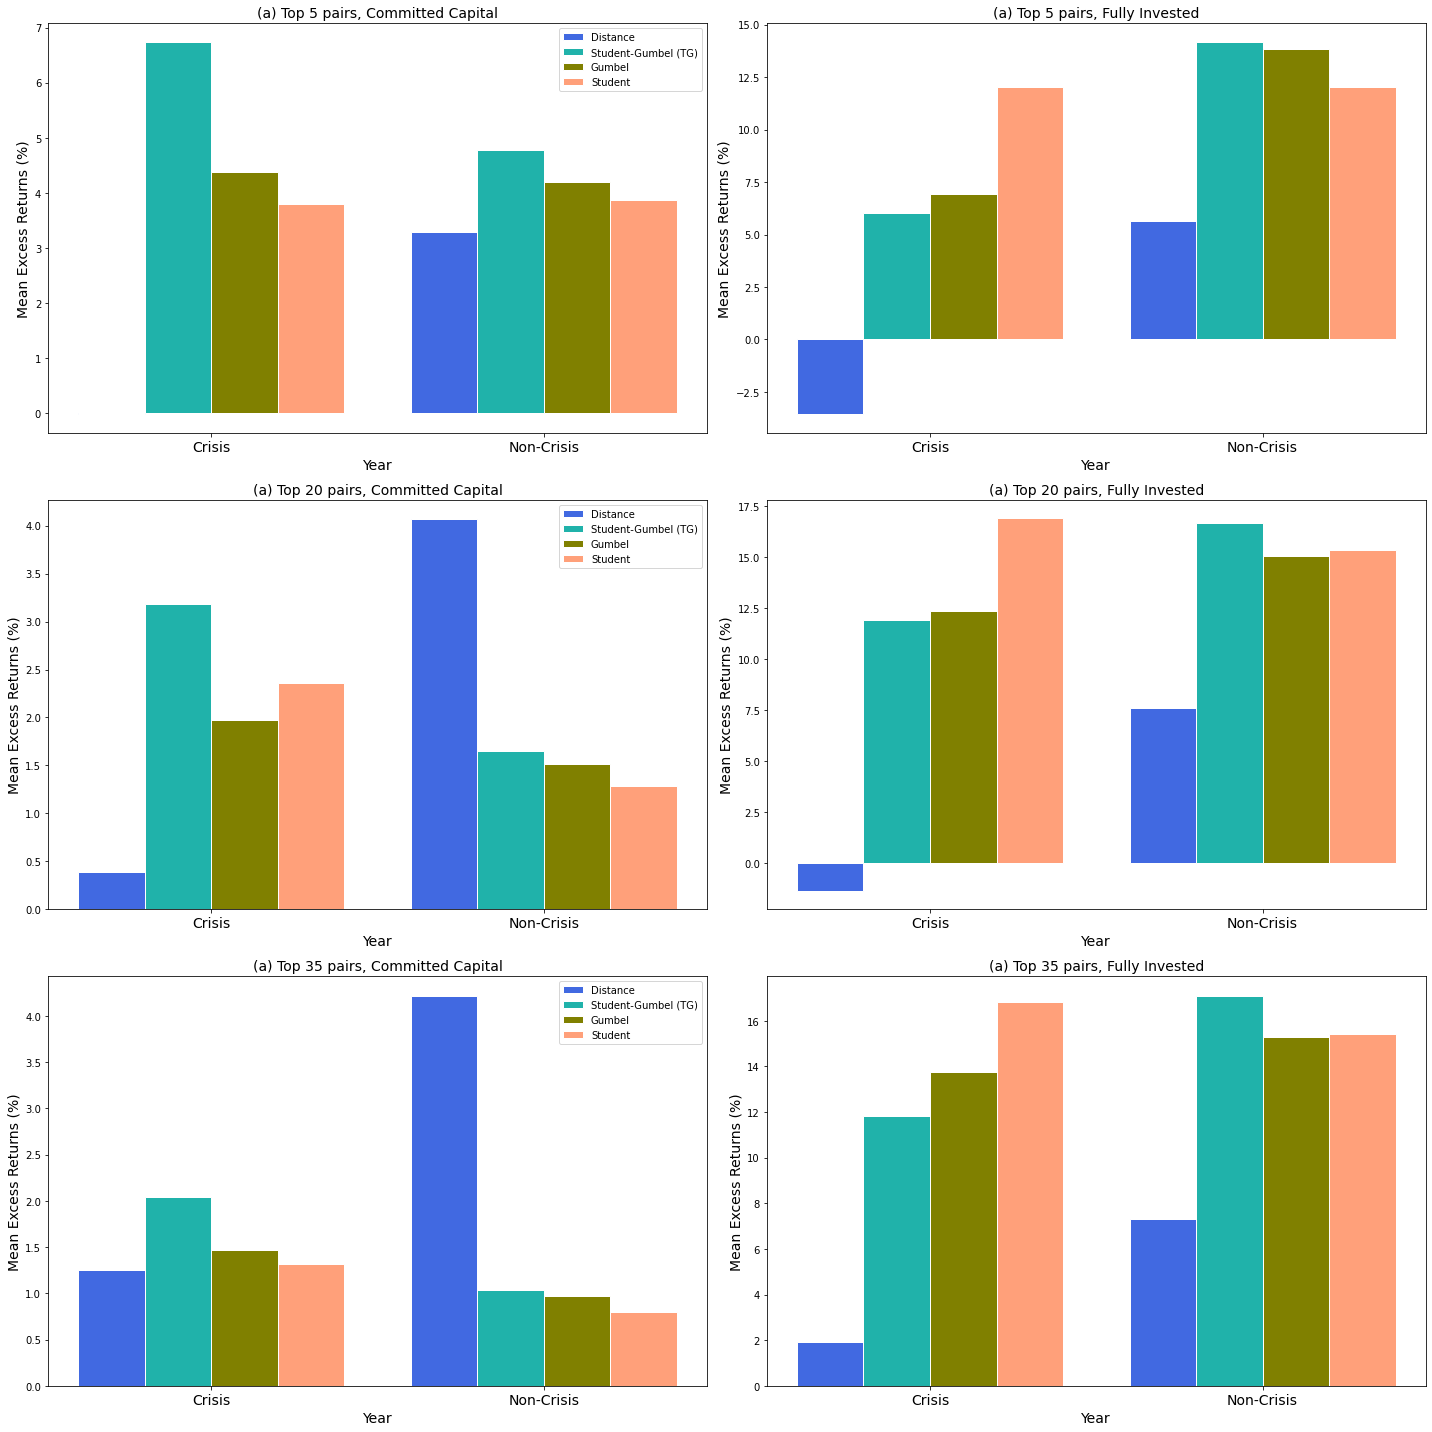 (a) Top 5 pairs, Committed Capital
Mean Excess Returns (%)
7
6
5
4
3
2
1
0
Distance
Student-Gumbel (TG)
Gumbel
Student
Crisis
Non-Crisis
Year
(a) Top 5 pairs, Fully Invested
Mean Excess Returns (%)
15.0
12.5
10.0
7.5
5.0
2.5
0.0
−2.5
Crisis
Non-Crisis
Year
(a) Top 20 pairs, Committed Capital
Mean Excess Returns (%)
4.0
3.5
3.0
2.5
2.0
1.5
1.0
0.5
0.0
Distance
Student-Gumbel (TG)
Gumbel
Student
Crisis
Non-Crisis
Year
(a) Top 20 pairs, Fully Invested
Mean Excess Returns (%)
17.5
15.0
12.5
10.0
7.5
5.0
2.5
0.0
Crisis
Non-Crisis
Year
(a) Top 35 pairs, Committed Capital
Mean Excess Returns (%)
4.0
3.5
3.0
2.5
2.0
1.5
1.0
0.5
0.0
Distance
Student-Gumbel (TG)
Gumbel
Student
Crisis
Non-Crisis
Year
(a) Top 35 pairs, Fully Invested
Mean Excess Returns (%)
16
14
12
10
8
6
4
2
0
Crisis
Non-Crisis
Year